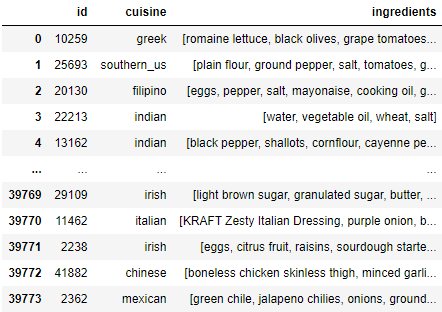 id cuisine ingredients
0 10259 greek [romaine lettuce, black olives, grape tomatoes...
1 25693 southern_us [plain flour, ground pepper, salt, tomatoes, g...
2 20130 filipino [eggs, pepper, salt, mayonaise, cooking oil, g...
3 22213 indian [water, vegetable oil, wheat, salt]
4 13162 indian [black pepper, shallots, cornflour, cayenne pe...
... ... ... ...
39769 29109 irish [light brown sugar, granulated sugar, butter, ...
39770 11462 italian [KRAFT Zesty Italian Dressing, purple onion, b...
39771 2238 irish [eggs, citrus fruit, raisins, sourdough starte...
39772 41882 chinese [boneless chicken skinless thigh, minced garli...
39773 2362 mexican [green chile, jalapeno chilies, onions, ground...